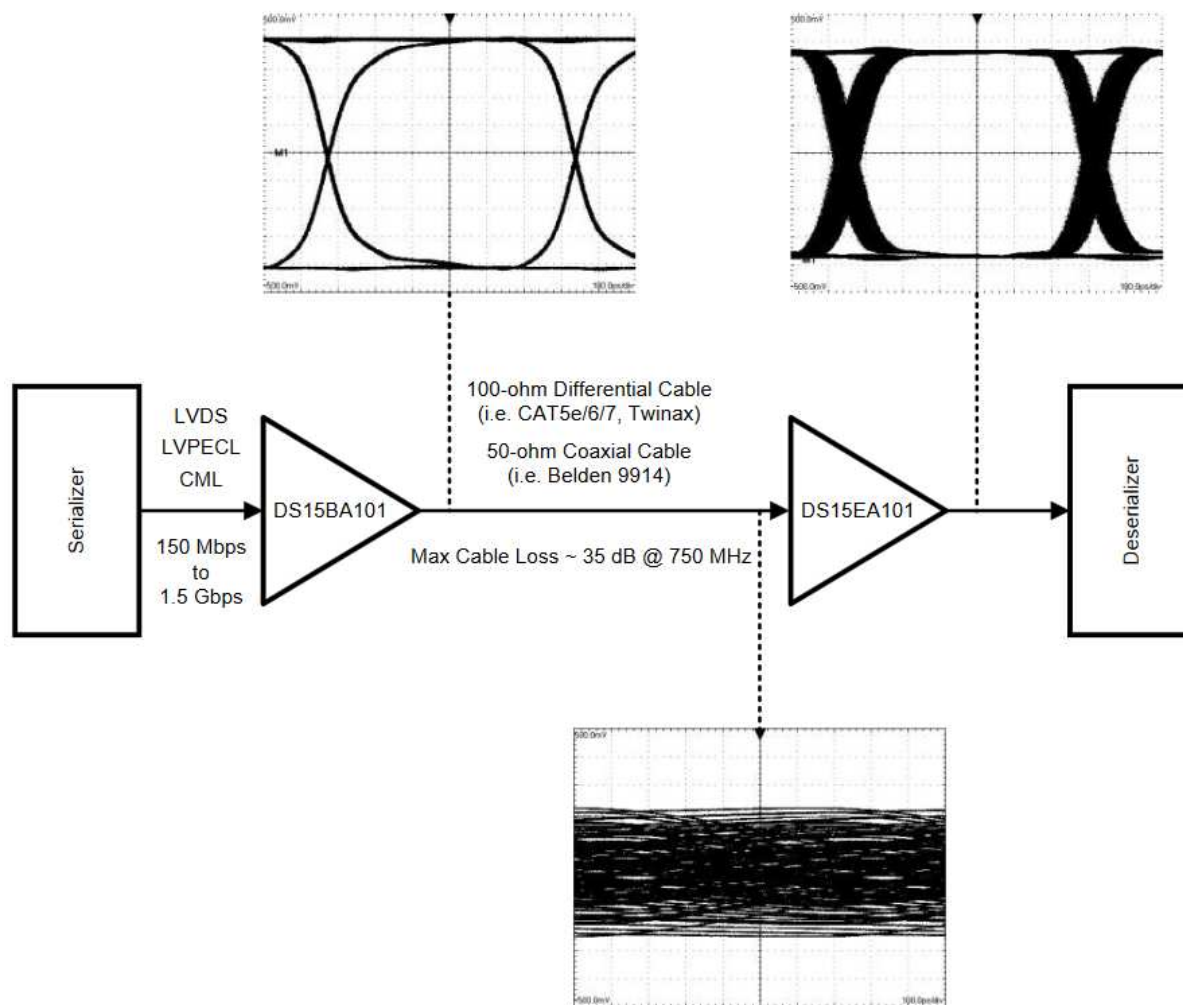 500.0mV
500.0mV
M1
-500.0mV
100.0ps/div
-500.0mV
100.0ps/div
Serializer
LVDS
LVPECL
CML
150 Mbps
to
1.5 Gbps
DS15BA101
100-ohm Differential Cable
(i.e. CAT5e/6/7, Twinax)
50-ohm Coaxial Cable
(i.e. Belden 9914)
Max Cable Loss ~ 35 dB @ 750 MHz
DS15EA101
Deserializer
500.0mV
-500.0mV
100.0ps/div